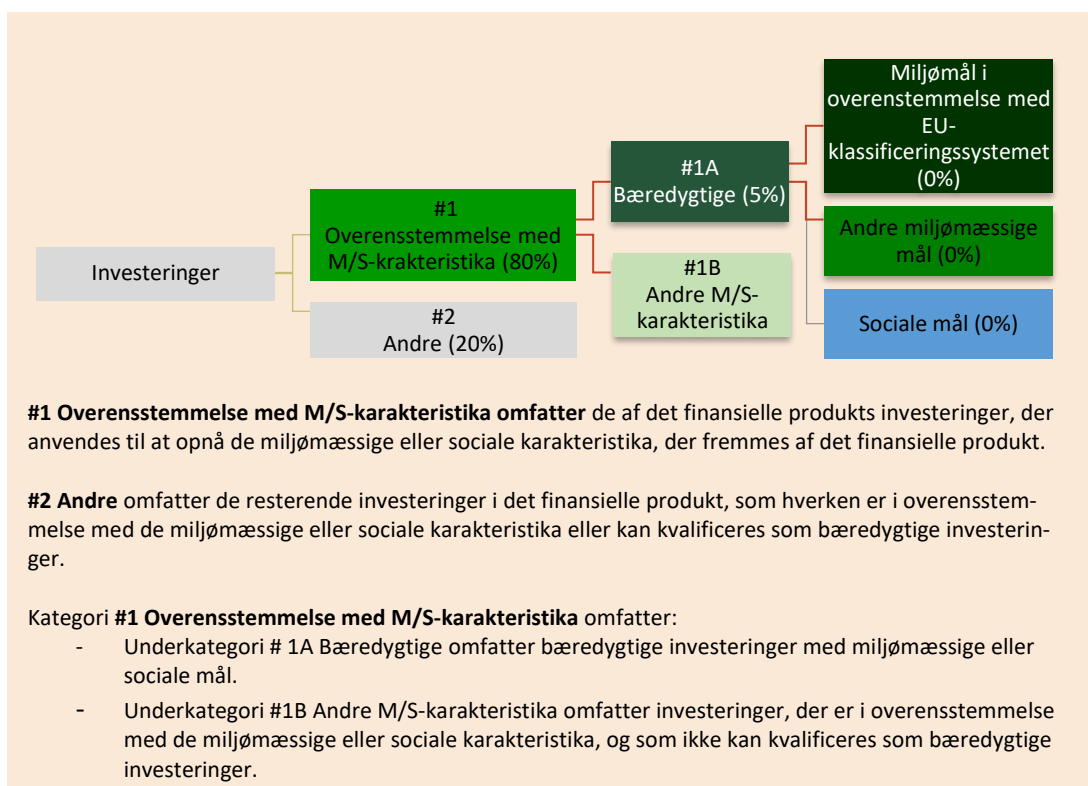 Investeringer
#1
Overensstemmelse med
M/S-krakteristika (80%)
#2
Andre (20%)
#1A
Bæredygtige (5%)
#1B
Andre M/S-
karakteristika
Miljømål i
overenstemmelse med
EU-
klassificeringssystemet
(0%)
Andre miljømæssige
mål (0%)
Sociale mål (0%)
#1 Overensstemmelse med M/S-karakteristika omfatter de af det finansielle produkts investeringer, der
anvendes til at opnå de miljømæssige eller sociale karakteristika, der fremmes af det finansielle produkt.
#2 Andre omfatter de resterende investeringer i det finansielle produkt, som hverken er i overensstem-
melse med de miljømæssige eller sociale karakteristika eller kan kvalificeres som bæredygtige investerin-
ger.
Kategori #1 Overensstemmelse med M/S-karakteristika omfatter:
- Underkategori # 1A Bæredygtige omfatter bæredygtige investeringer med miljømæssige eller
sociale mål.
- Underkategori #1B Andre M/S-karakteristika omfatter investeringer, der er i overensstemmelse
med de miljømæssige eller sociale karakteristika, og som ikke kan kvalificeres som bæredygtige
investeringer.